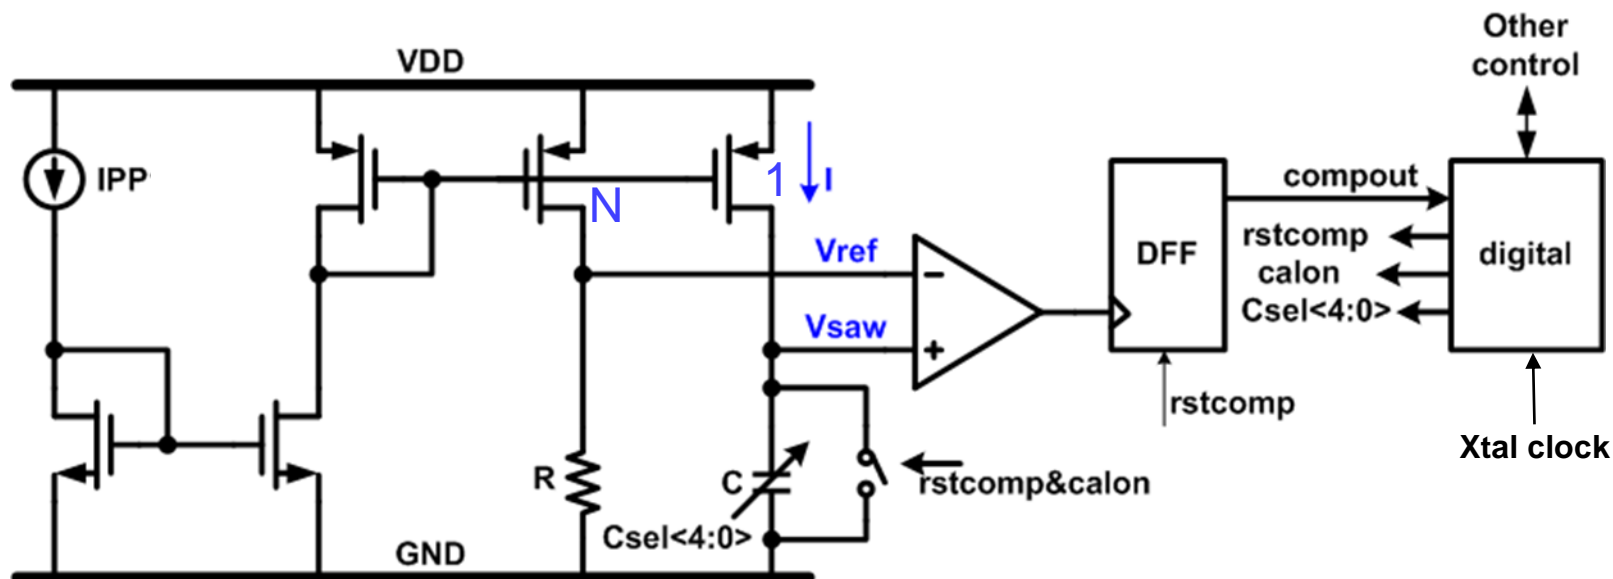 VDD
Other
control
IPP
1
I
N
compout
Vref
DFF
rstcomp
digital
calon
Csel<4:0>
Vsaw
rstcomp
Xtal clock
R
C
rstcomp&calon
Csel<4:0>
GND